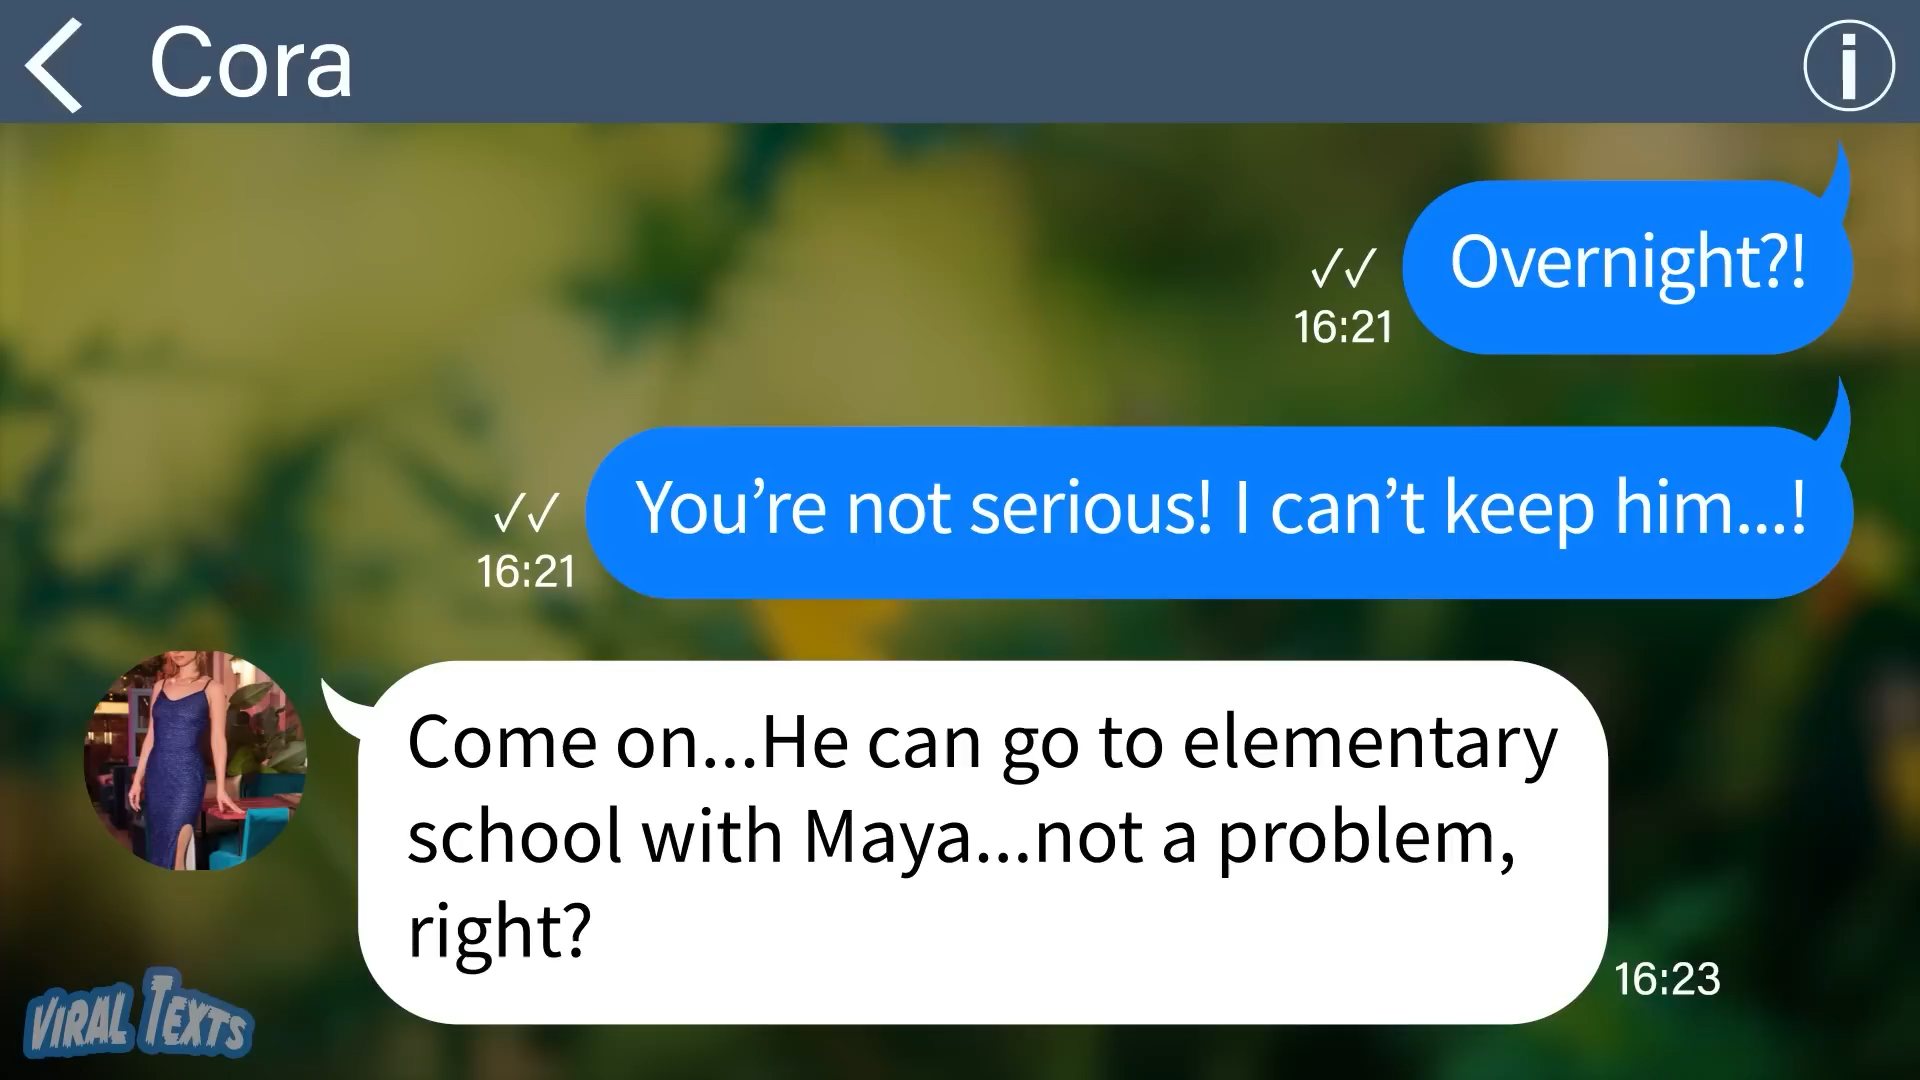 Cora
Overnight?!
✓✓
16:21
You’re not serious! I can’t keep him...!
✓✓
16:21
Come on...He can go to elementary
school with Maya...not a problem,
right?
16:23
VIRAL TEXTS